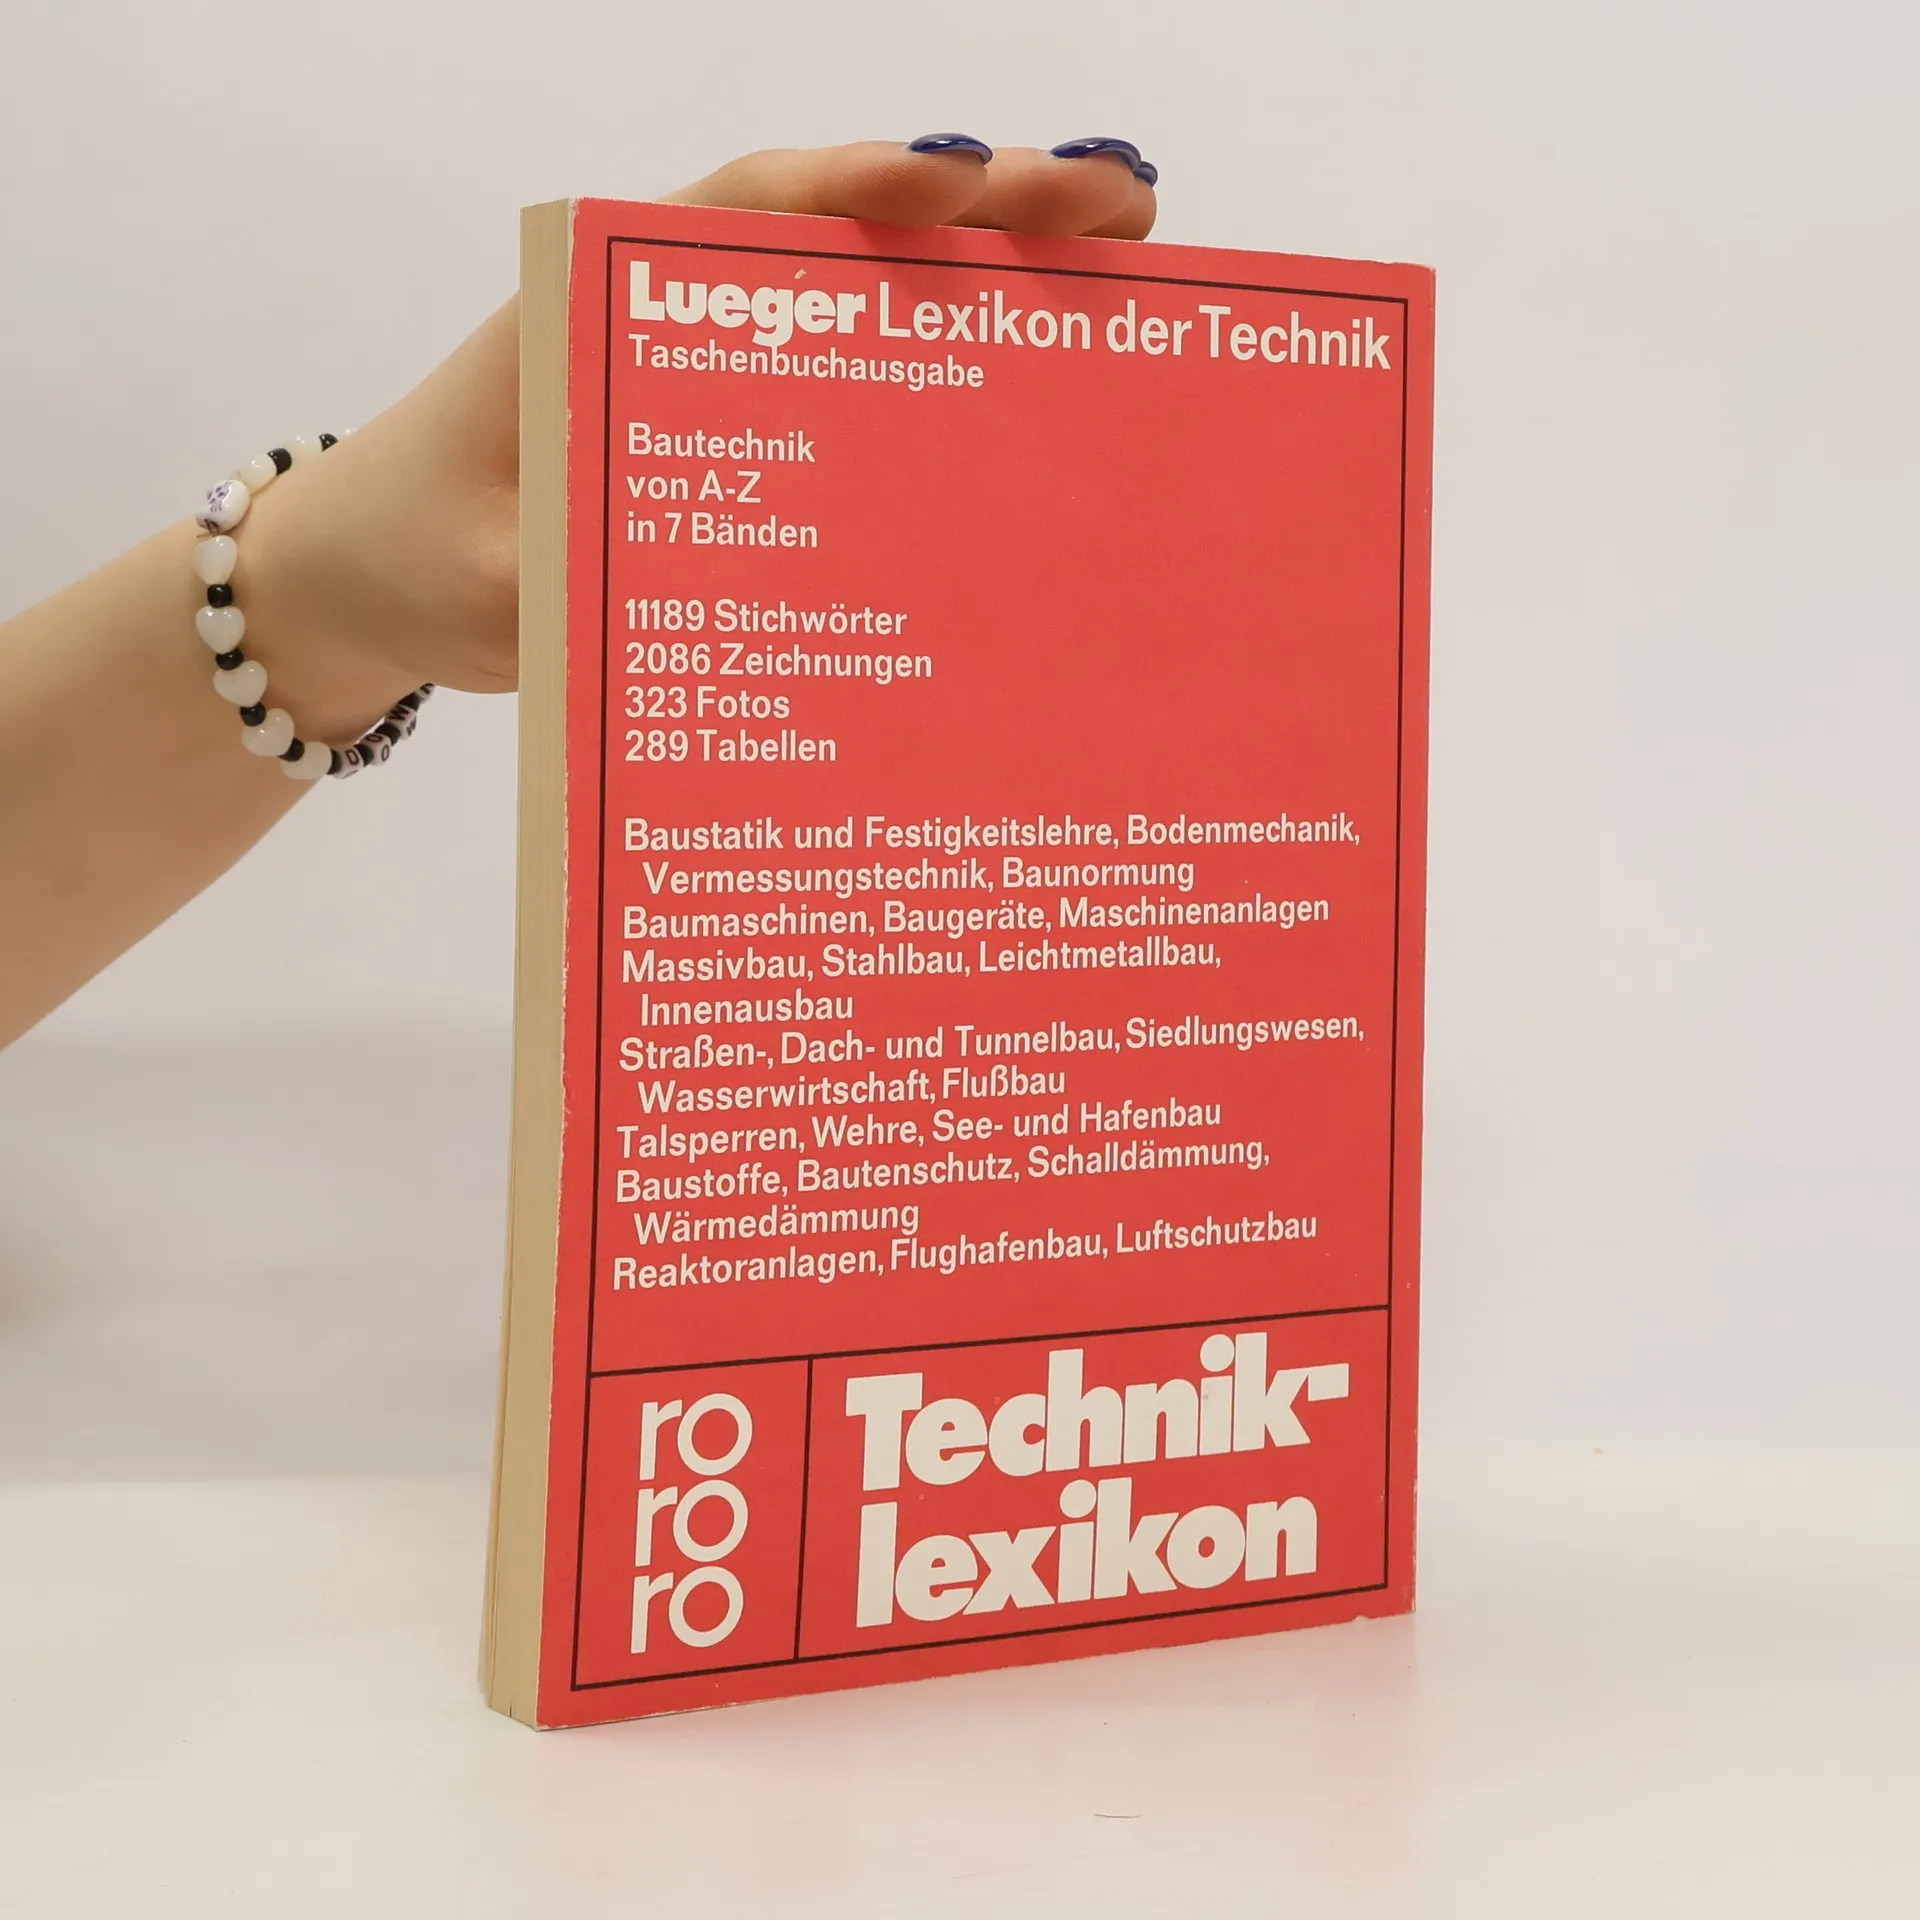 Lueger Lexikon der Technik
Taschenbuchausgabe
Bautechnik
von A-Z
in 7 Bänden
11189 Stichwörter
2086 Zeichnungen
323 Fotos
289 Tabellen
Baustatik und Festigkeitslehre, Bodenmechanik,
Vermessungstechnik, Baunormung
Baumaschinen, Baugeräte, Maschinenanlagen
Massivbau, Stahlbau, Leichtmetallbau,
Innenausbau
Straßen-, Dach- und Tunnelbau, Siedlungswesen,
Wasserwirtschaft, Flußbau
Talsperren, Wehre, See- und Hafenbau
Baustoffe, Bautenschutz, Schalldämmung,
Wärmedämmung
Reaktoranlagen, Flughafenbau, Luftschutzbau
ro
ro
ro
Technik-
lexikon